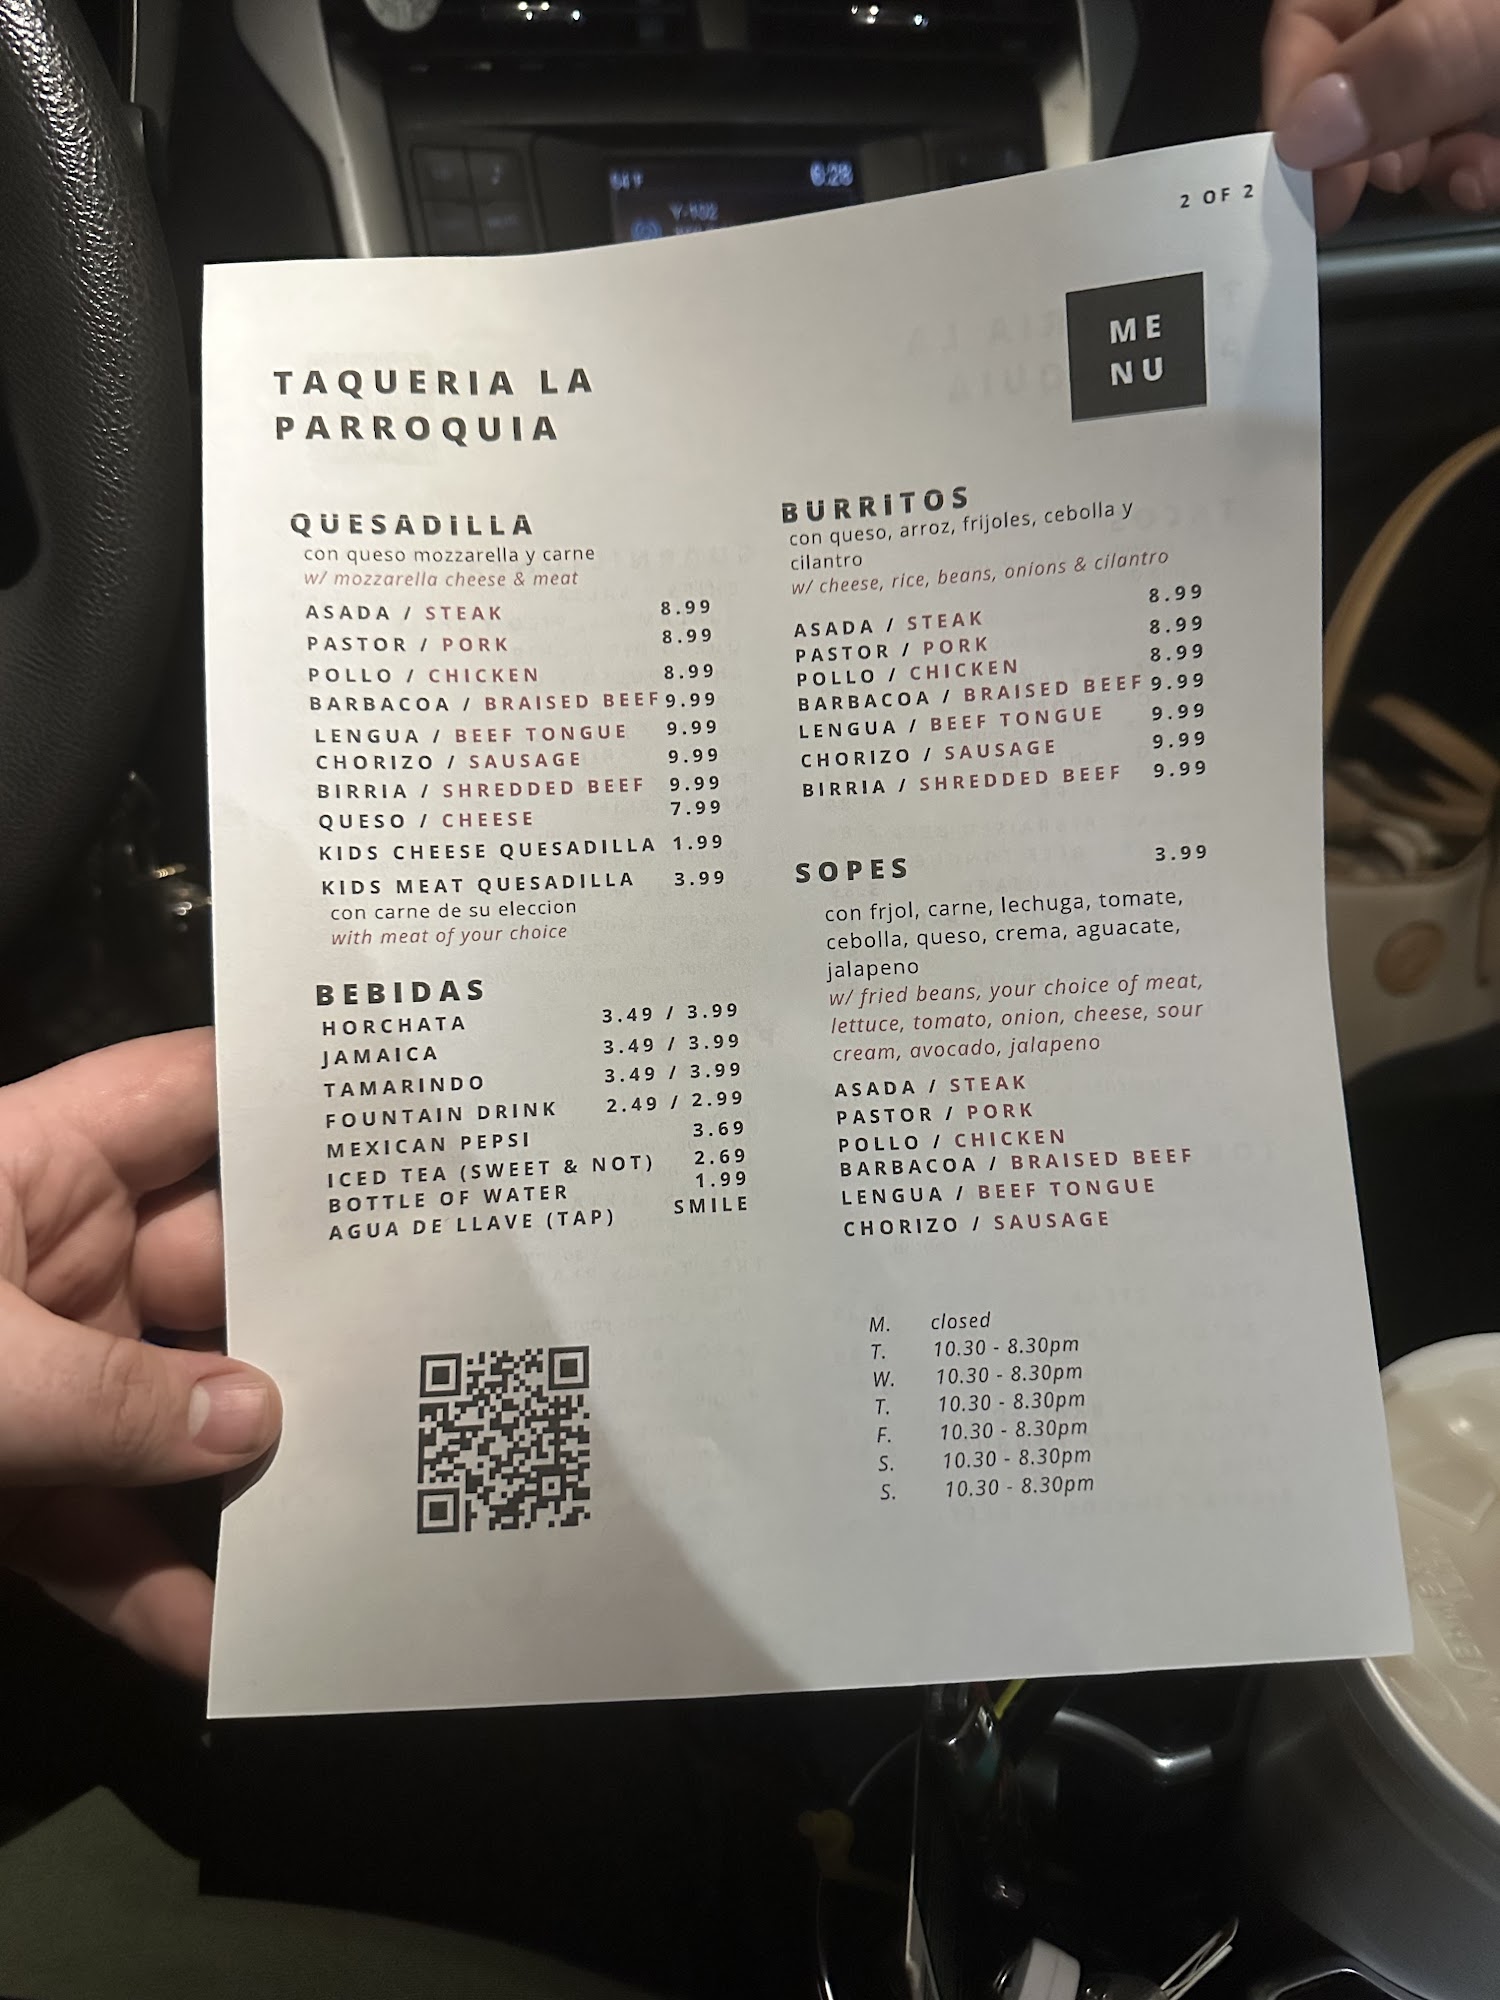 6:28
Y-102
2 OF 2
ME
NU
TAQUERIA LA
PARROQUIA
QUESADILLA
con queso mozzarella y carne
w/ mozzarella cheese & meat
ASADA / STEAK 8.99
PASTOR / PORK 8.99
POLLO / CHICKEN 8.99
BARBACOA / BRAISED BEEF 9.99
LENGUA / BEEF TONGUE 9.99
CHORIZO / SAUSAGE 9.99
BIRRIA / SHREDDED BEEF 9.99
QUESO / CHEESE 7.99
KIDS CHEESE QUESADILLA 1.99
KIDS MEAT QUESADILLA 3.99
con carne de su eleccion
with meat of your choice
BEBIDAS
HORCHATA 3.49 / 3.99
JAMAICA 3.49 / 3.99
TAMARINDO 3.49 / 3.99
FOUNTAIN DRINK 2.49 / 2.99
MEXICAN PEPSI 3.69
ICED TEA (SWEET & NOT) 2.69
BOTTLE OF WATER 1.99
AGUA DE LLAVE (TAP) SMILE
BURRITOS
con queso, arroz, frijoles, cebolla y
cilantro
w/ cheese, rice, beans, onions & cilantro
ASADA / STEAK 8.99
PASTOR / PORK 8.99
POLLO / CHICKEN 8.99
BARBACOA / BRAISED BEEF 9.99
LENGUA / BEEF TONGUE 9.99
CHORIZO / SAUSAGE 9.99
BIRRIA / SHREDDED BEEF 9.99
SOPES 3.99
con frjol, carne, lechuga, tomate,
cebolla, queso, crema, aguacate,
jalapeno
w/ fried beans, your choice of meat,
lettuce, tomato, onion, cheese, sour
cream, avocado, jalapeno
ASADA / STEAK
PASTOR / PORK
POLLO / CHICKEN
BARBACOA / BRAISED BEEF
LENGUA / BEEF TONGUE
CHORIZO / SAUSAGE
M. closed
T. 10.30 - 8.30pm
W. 10.30 - 8.30pm
T. 10.30 - 8.30pm
F. 10.30 - 8.30pm
S. 10.30 - 8.30pm
S. 10.30 - 8.30pm